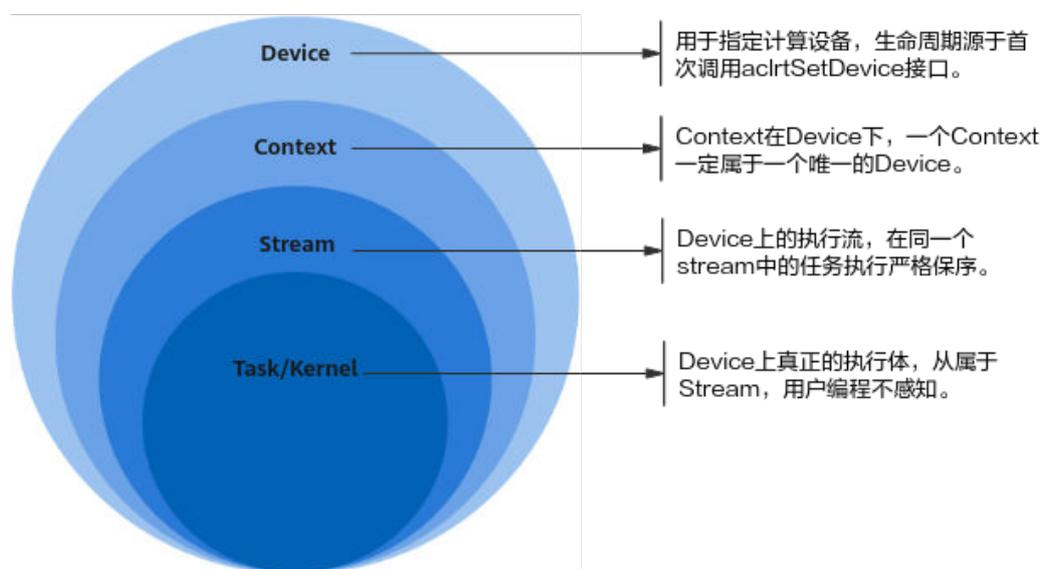 Device
用于指定计算设备，生命周期源于首
次调用aclrtSetDevice接口。
Context
Context在Device下，一个Context
一定属于一个唯一的Device。
Stream
Device上的执行流，在同一个
stream中的任务执行严格保序。
Task/Kernel
Device上真正的执行体，从属于
Stream，用户编程不感知。